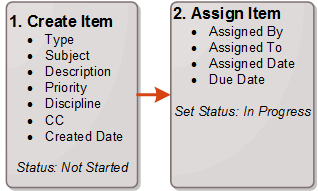 1. Create Item
• Type
• Subject
• Description
• Priority
• Discipline
• CC
• Created Date
Status: Not Started
2. Assign Item
• Assigned By
• Assigned To
• Assigned Date
• Due Date
Set Status: In Progress